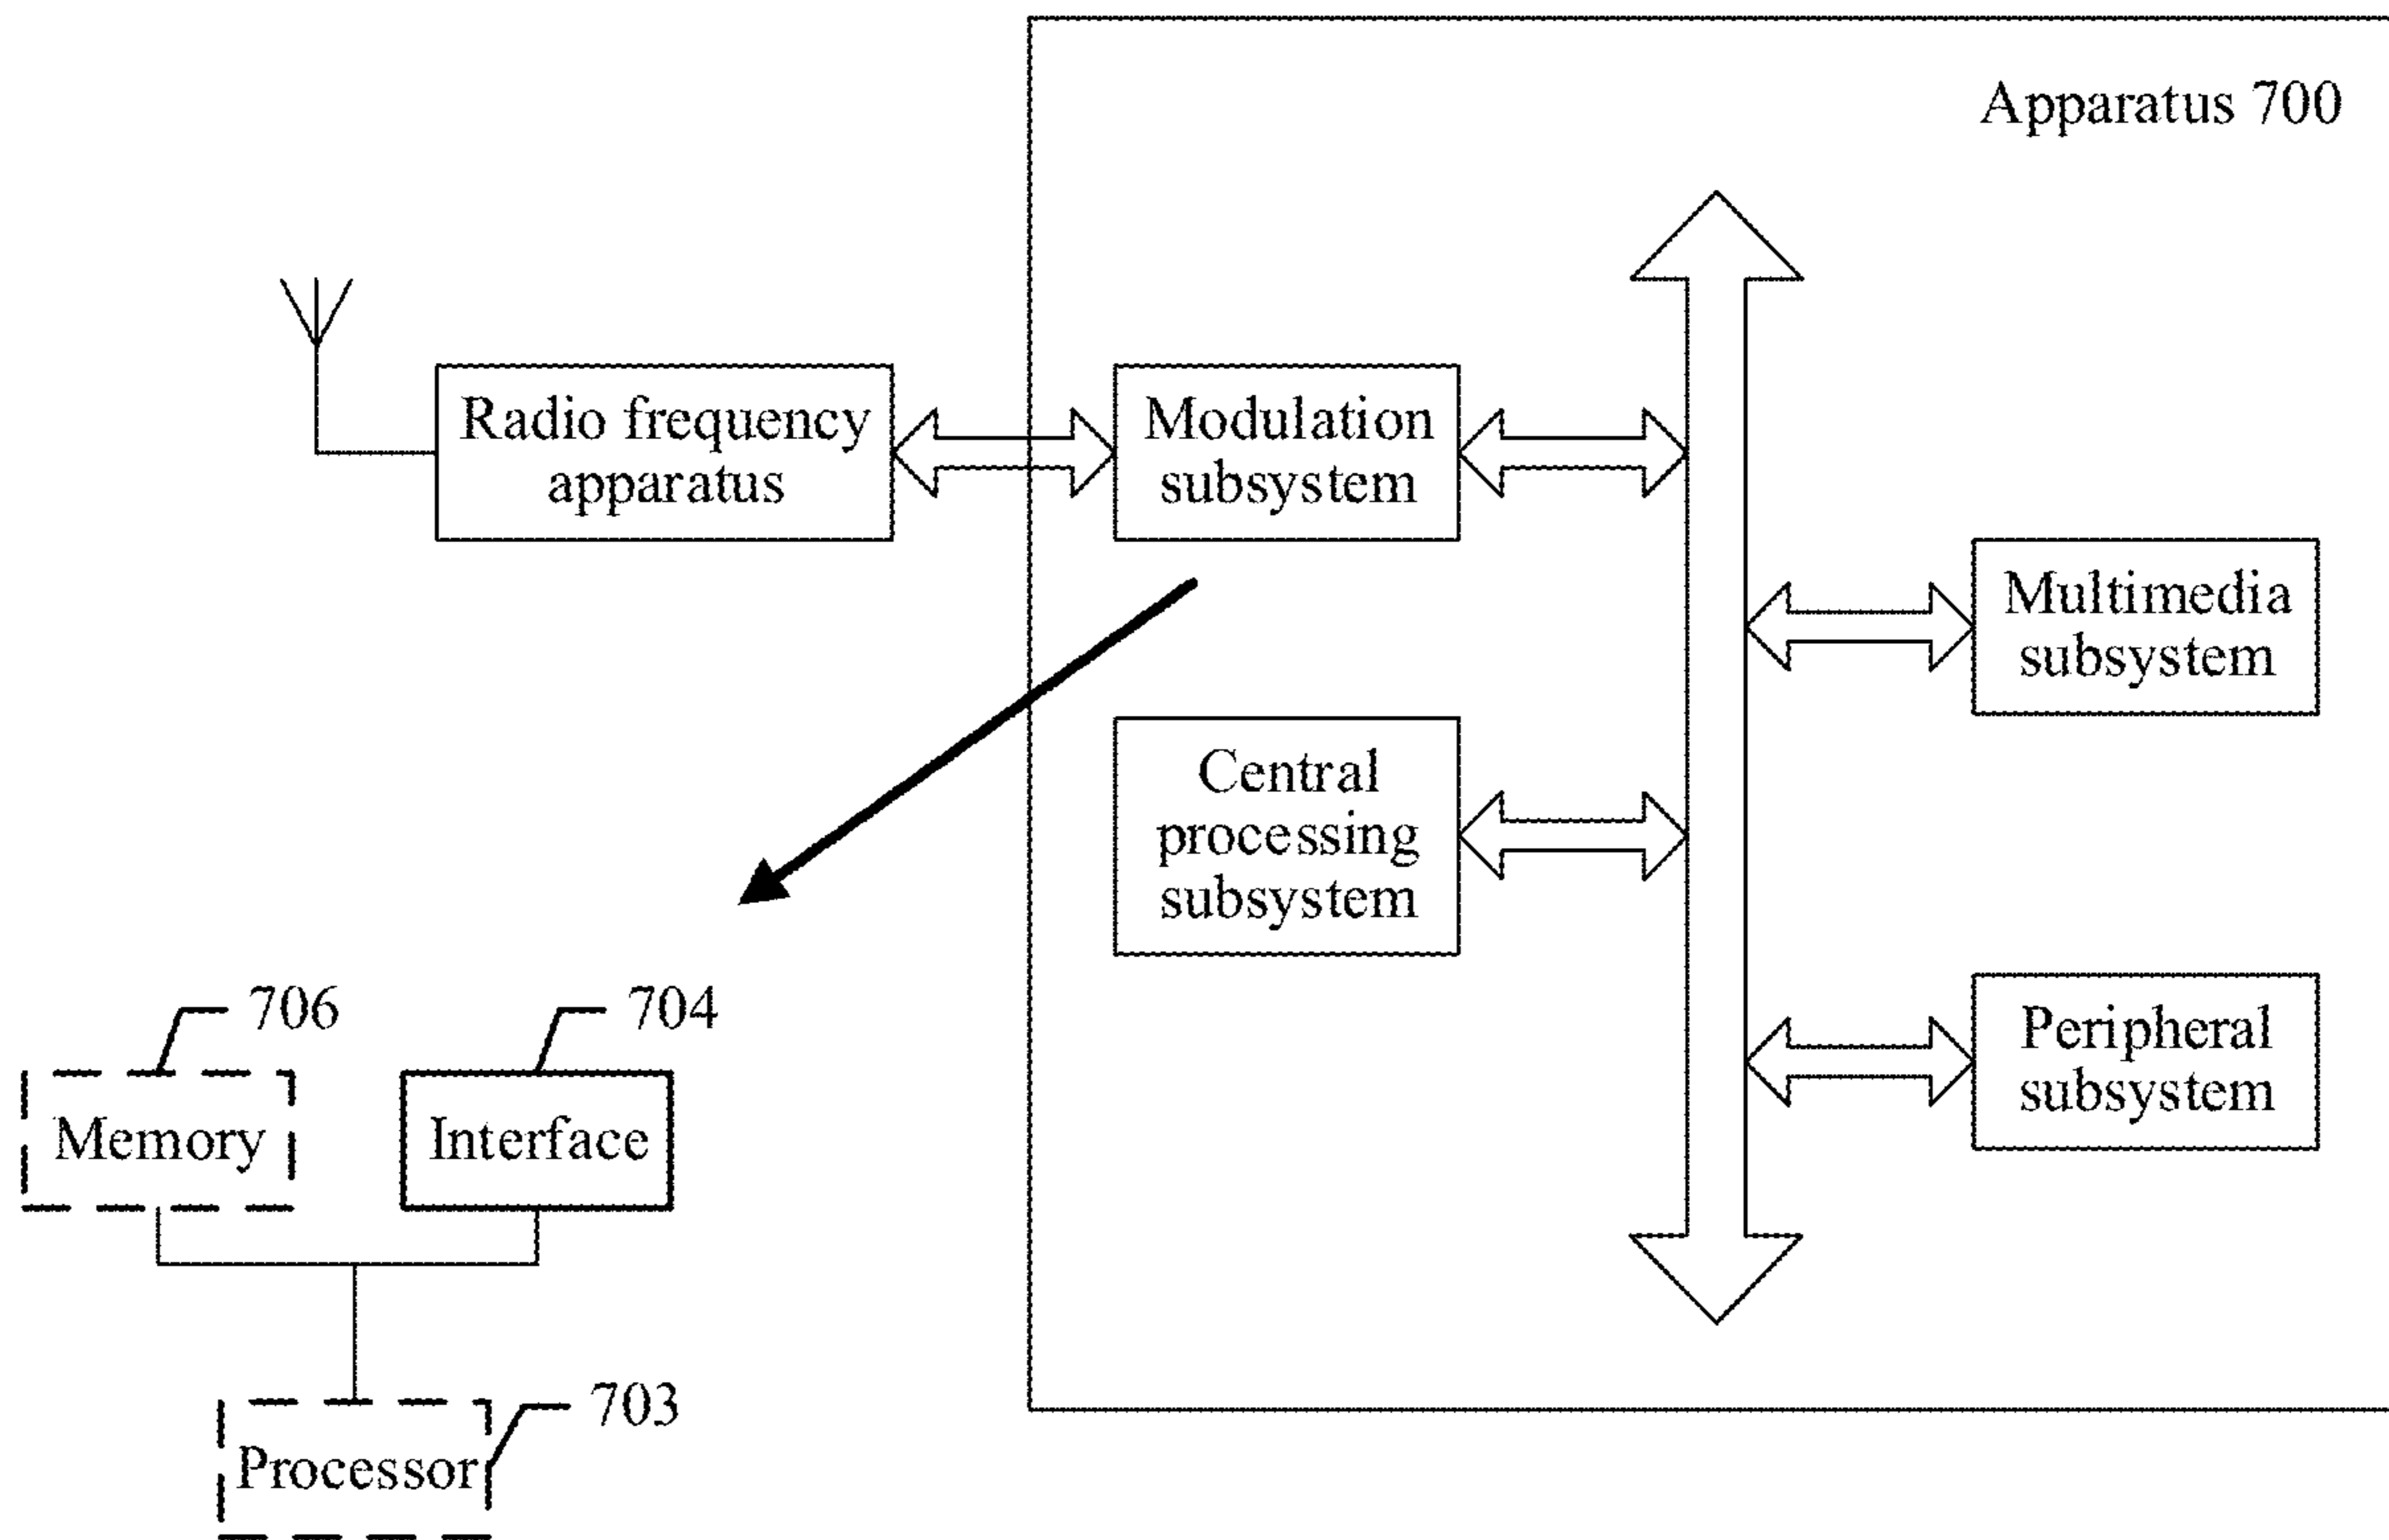 Apparatus 700
Radio frequency
apparatus
Modulation
subsystem
Multimedia
subsystem
Central
processing
subsystem
Peripheral
subsystem
706
704
Memory
Interface
703
Processor